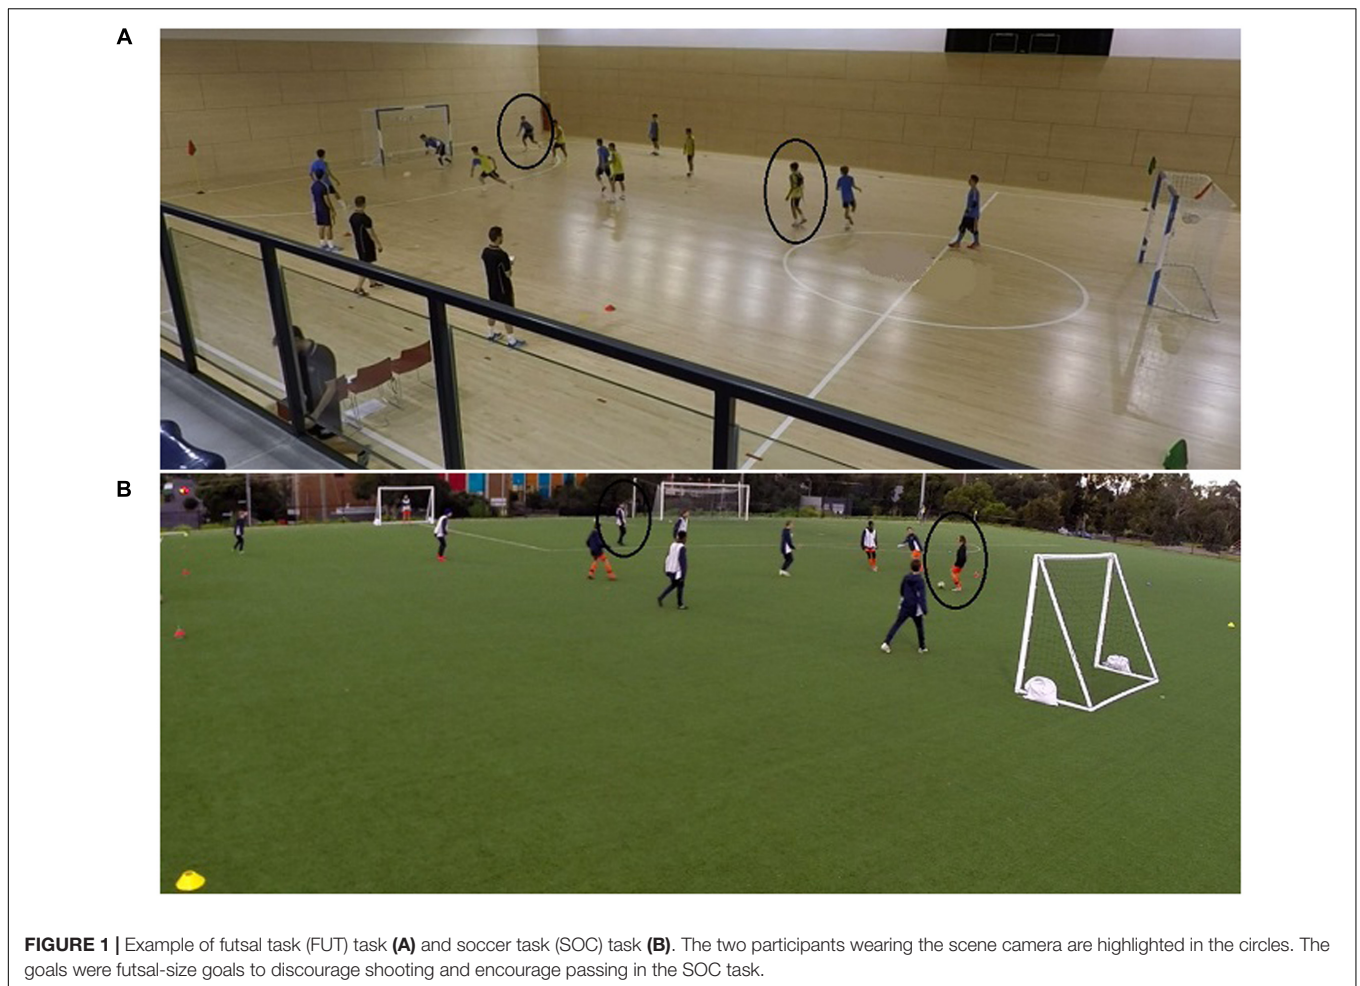 A
B
FIGURE 1 | Example of futsal task (FUT) task (A) and soccer task (SOC) task (B). The two participants wearing the scene camera are highlighted in the circles. The
goals were futsal-size goals to discourage shooting and encourage passing in the SOC task.